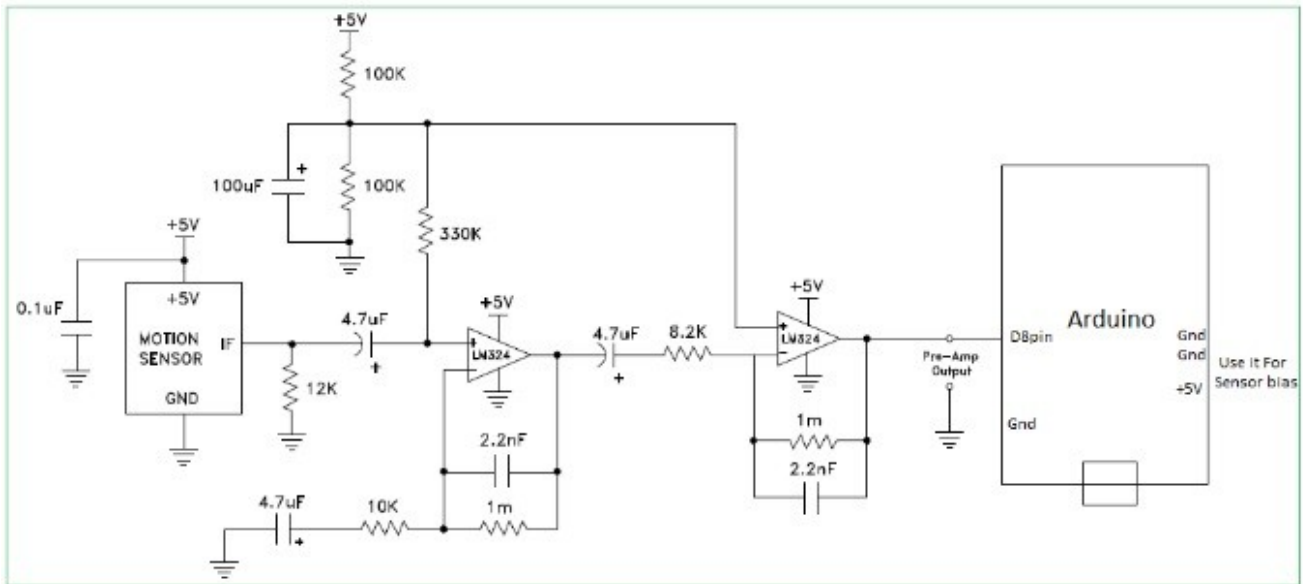 +5V
100K
100uF
+
100K
330K
+5V
0.1uF
+5V
MOTION
SENSOR
IF
GND
12K
4.7uF
+
+5V
+
-
LM324
4.7uF
+
8.2K
+5V
+
-
LM324
Pre-Amp
Output
D8pin
Arduino
Gnd
Gnd
+5V
Use It For
Sensor bias
Gnd
2.2nF
1m
4.7uF
+
10K
1m
2.2nF